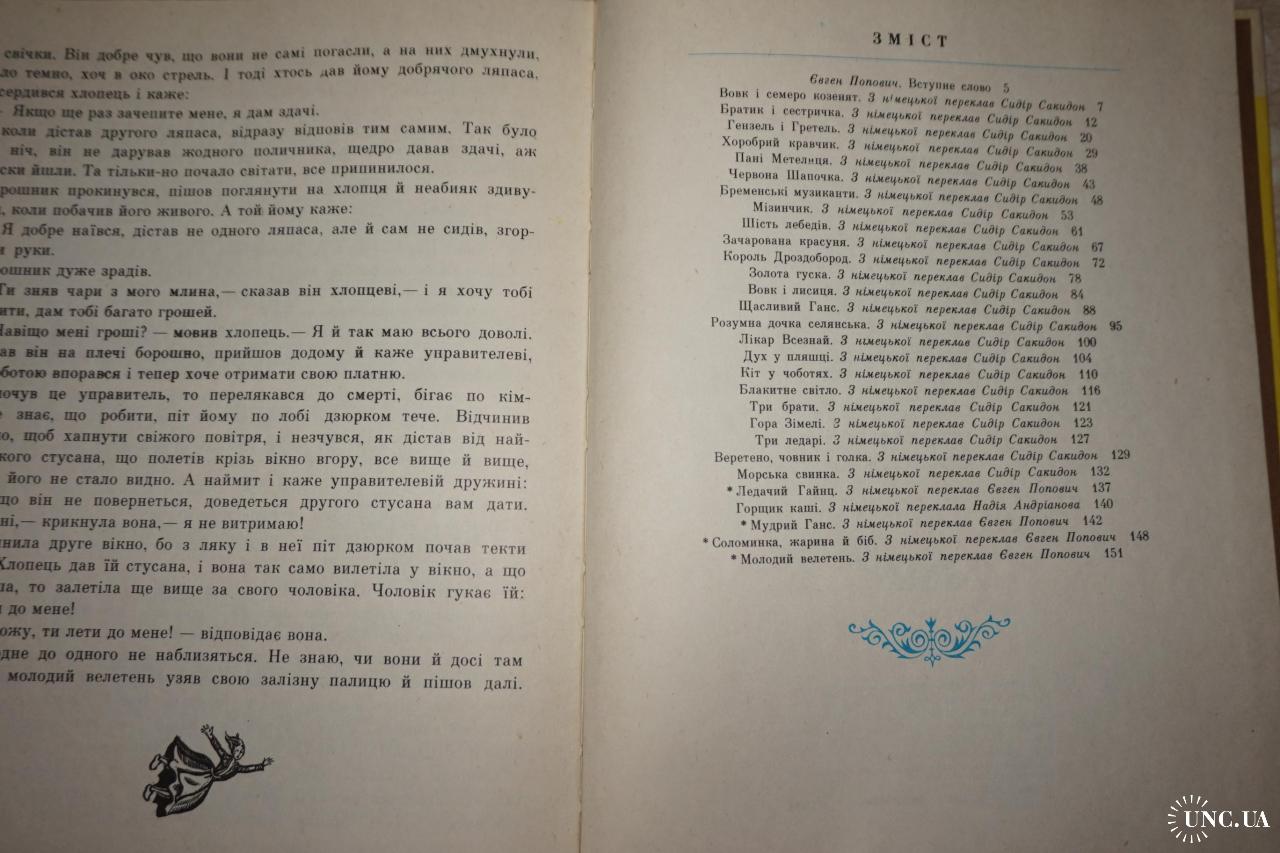 свічки. Він добре чув, що вони не самі погасли, а на них дмухнули,
ло темно, хоч в око стрель. І тоді хтось дав йому добрячого ляпаса,
сердився хлопець і каже:
— Якщо ще раз зачепите мене, я дам здачі.
коли дістав другого ляпаса, відразу відповів тим самим. Так було
ніч, він не дарував жодного поличника, щедро давав здачі, аж
ски йшли. Та тільки-но почало світати, все припинилося.
рошник прокинувся, пішов поглянути на хлопця й неабияк здиву-
, коли побачив його живого. А той йому каже:
Я добре наївся, дістав не одного ляпаса, але й сам не сидів, згор-
и руки.
рошник дуже зрадів.
Ти зняв чари з мого млина,— сказав він хлопцеві,— і я хочу тобі
ити, дам тобі багато грошей.
Навіщо мені гроші? — мовив хлопець.— Я й так маю всього доволі.
ав він на плечі борошно, прийшов додому й каже управителеві,
ботою впорався і тепер хоче отримати свою платню.
почув це управитель, то перелякався до смерті, бігає по кім-
е знає, що робити, піт йому по лобі дзюрком тече. Відчинив
о, щоб хапнути свіжого повітря, і незчувся, як дістав від най-
кого стусана, що полетів крізь вікно вгору, все вище й вище,
його не стало видно. А наймит і каже управителевій дружині:
що він не повернеться, доведеться другого стусана вам дати.
ні,— крикнула вона,— я не витримаю!
инила друге вікно, бо з ляку і в неї піт дзюрком почав текти
Хлопець дав їй стусана, і вона так само вилетіла у вікно, а що
ша, то залетіла ще вище за свого чоловіка. Чоловік гукає їй:
и до мене!
ожу, ти лети до мене! — відповідає вона.
одне до одного не наблизяться. Не знаю, чи вони й досі там
молодий велетень узяв свою залізну палицю й пішов далі.
ЗМІСТ
Євген Попович. Вступне слово 5
Вовк і семеро козенят. З німецької переклав Сидір Сакидон 7
Братик і сестричка. З німецької переклав Сидір Сакидон 12
Гензель і Гретель. З німецької переклав Сидір Сакидон 20
Хоробрий кравчик. З німецької переклав Сидір Сакидон 29
Пані Метелиця. З німецької переклав Сидір Сакидон 38
Червона Шапочка. З німецької переклав Сидір Сакидон 43
Бременські музиканти. З німецької переклав Сидір Сакидон 48
Мізинчик. З німецької переклав Сидір Сакидон 53
Шість лебедів. З німецької переклав Сидір Сакидон 61
Зачарована красуня. З німецької переклав Сидір Сакидон 67
Король Дроздобород. З німецької переклав Сидір Сакидон 72
Золота гуска. З німецької переклав Сидір Сакидон 78
Вовк і лисиця. З німецької переклав Сидір Сакидон 84
Щасливий Ганс. З німецької переклав Сидір Сакидон 88
Розумна дочка селянська. З німецької переклав Сидір Сакидон 95
Лікар Всезнай. З німецької переклав Сидір Сакидон 100
Дух у пляшці. З німецької переклав Сидір Сакидон 104
Кіт у чоботях. З німецької переклав Сидір Сакидон 110
Блакитне світло. З німецької переклав Сидір Сакидон 116
Три брати. З німецької переклав Сидір Сакидон 121
Гора Зімелі. З німецької переклав Сидір Сакидон 123
Три ледарі. З німецької переклав Сидір Сакидон 127
Веретено, човник і голка. З німецької переклав Сидір Сакидон 129
Морська свинка. З німецької переклав Сидір Сакидон 132
* Ледачий Гайнц. З німецької переклав Євген Попович 137
Горщик каші. З німецької переклала Надія Андріанова 140
* Мудрий Ганс. З німецької переклав Євген Попович 142
* Соломинка, жарина й біб. З німецької переклав Євген Попович 148
* Молодий велетень. З німецької переклав Євген Попович 151
UNC.UA